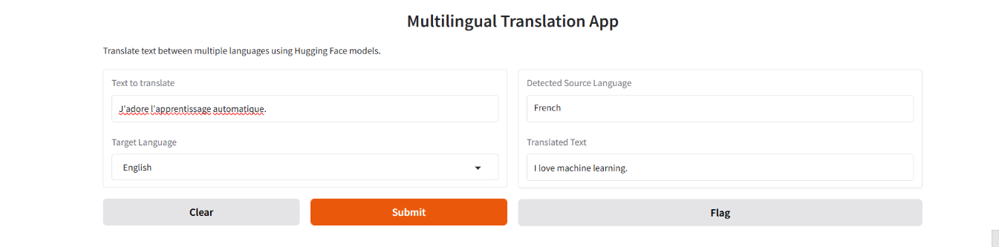 Multilingual Translation App
Translate text between multiple languages using Hugging Face models.
Text to translate
J'adore l'apprentissage automatique.
Target Language
English
Clear
Submit
Detected Source Language
French
Translated Text
I love machine learning.
Flag